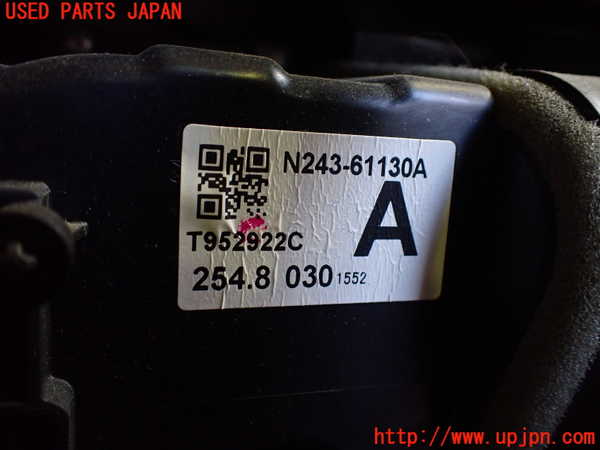 USED PARTS JAPAN
N243-61130A
A
T952922C
254.8 030 1552
http://www.upjpn.com/